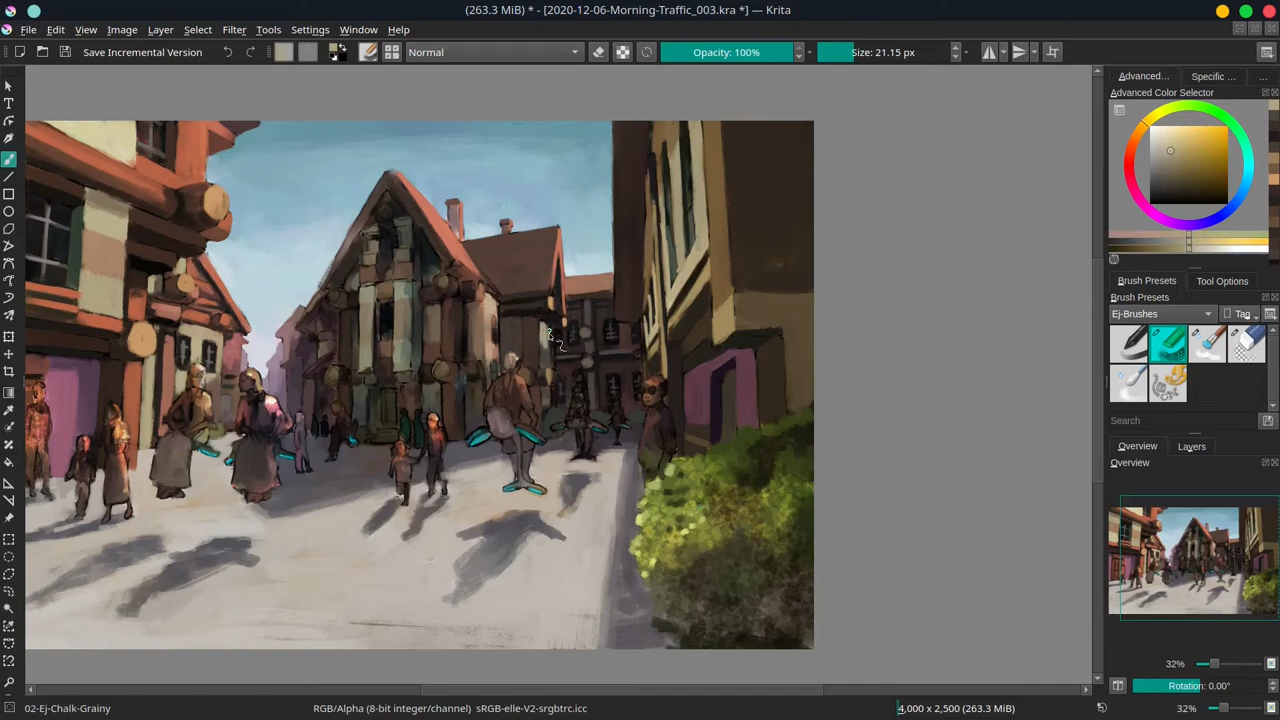 (263.3 MiB) * - [2020-12-06-Morning-Traffic_003.kra *] — Krita
File Edit View Image Layer Select Filter Tools Settings Window Help
Save Incremental Version Normal Opacity: 100% Size: 21.15 px
Advanced... Specific ... ...
Advanced Color Selector
Brush Presets Tool Options
Brush Presets
Ej-Brushes Tag
Search
Overview Layers
Overview
32%
Rotation: 0.00°
02-Ej-Chalk-Grainy RGB/Alpha (8-bit integer/channel) sRGB-elle-V2-srgbtrc.icc 4,000 x 2,500 (263.3 MiB) 32%